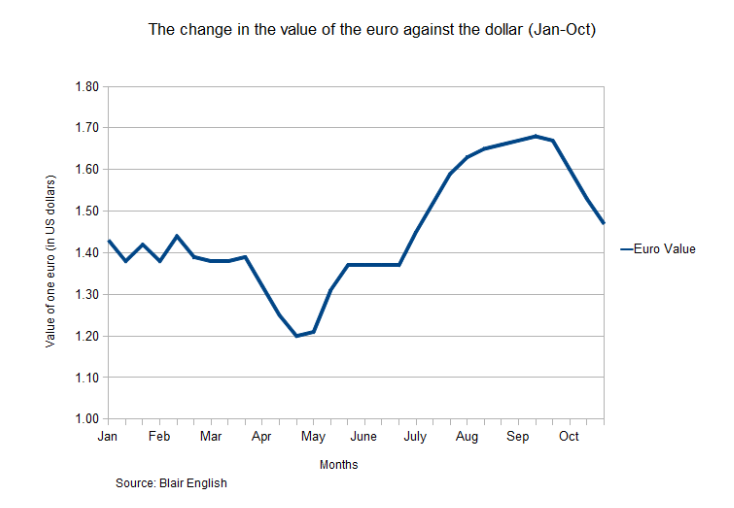 The change in the value of the euro against the dollar (Jan-Oct)
1.80
1.70
1.60
1.50
1.40
1.30
1.20
1.10
1.00
Value of one euro (in US dollars)
Euro Value
Jan Feb Mar Apr May June July Aug Sep Oct
Months
Source: Blair English